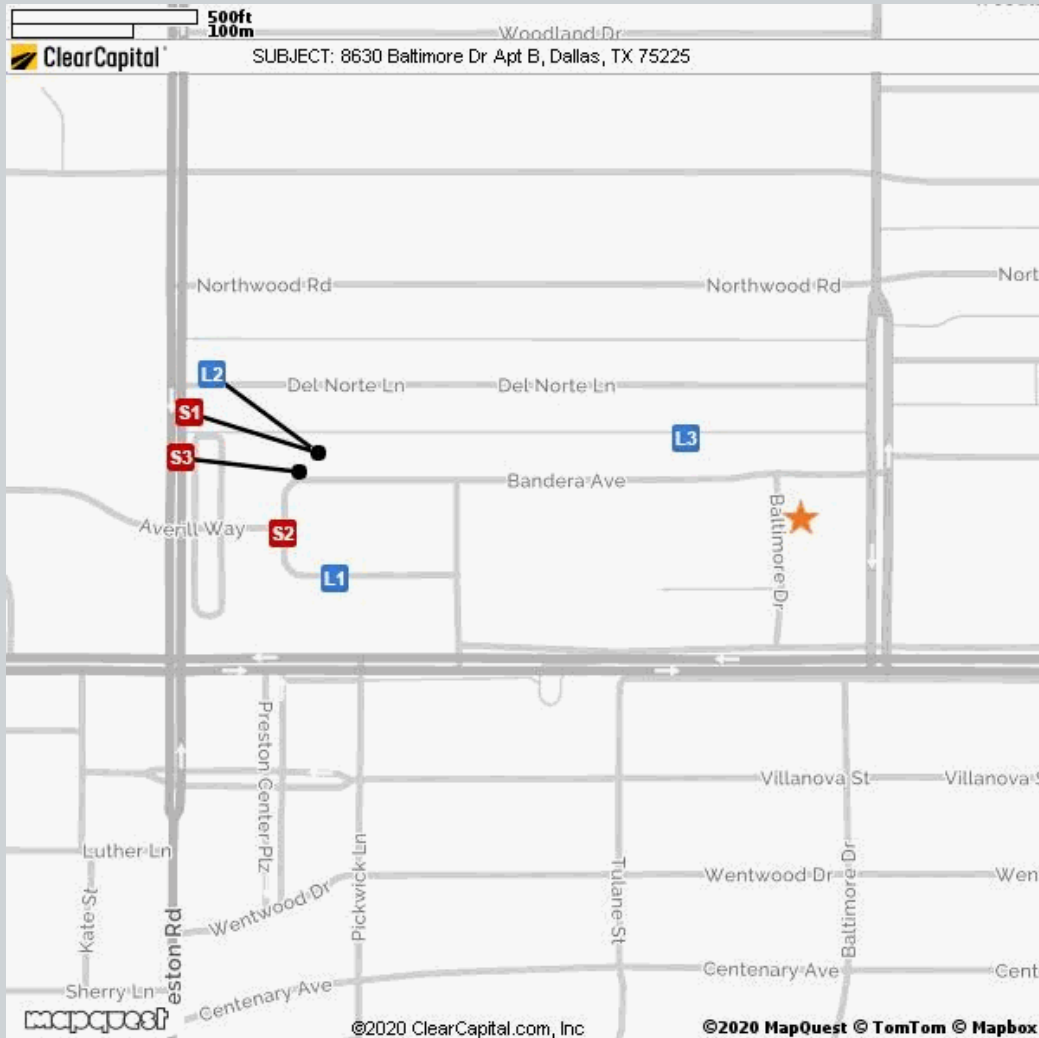 500ft
100m
Woodland Dr
ClearCapital
SUBJECT: 8630 Baltimore Dr Apt B, Dallas, TX 75225
Northwood Rd
Northwood Rd
Nort
L2
Del Norte Ln
Del Norte Ln
S1
L3
S3
Bandera Ave
Averill Way
S2
Baltimore Dr
L1
Preston Center Plz
Villanova St
Villanova S
Luther Ln
Pickwick Ln
Tulane St
Baltimore Dr
Kate St
Wentwood Dr
Wentwood Dr
Wen
eston Rd
Centenary Ave
Centenary Ave
Cent
Sherry Ln
mapquest
©2020 ClearCapital.com, Inc
©2020 MapQuest © TomTom © Mapbox